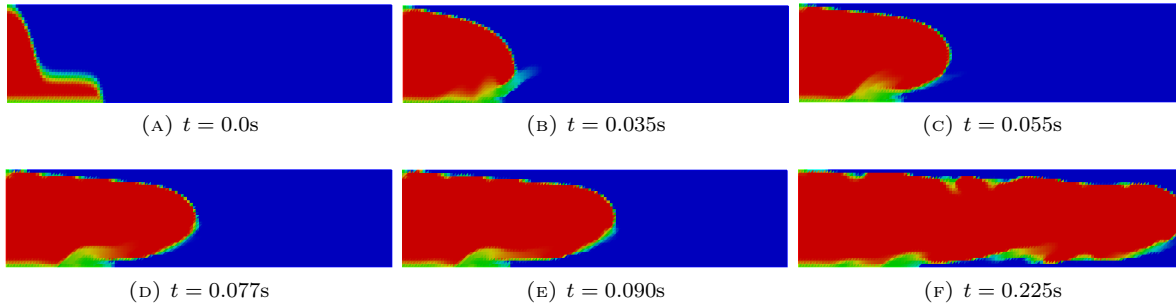 (A) t = 0.0s
(B) t = 0.035s
(C) t = 0.055s
(D) t = 0.077s
(E) t = 0.090s
(F) t = 0.225s